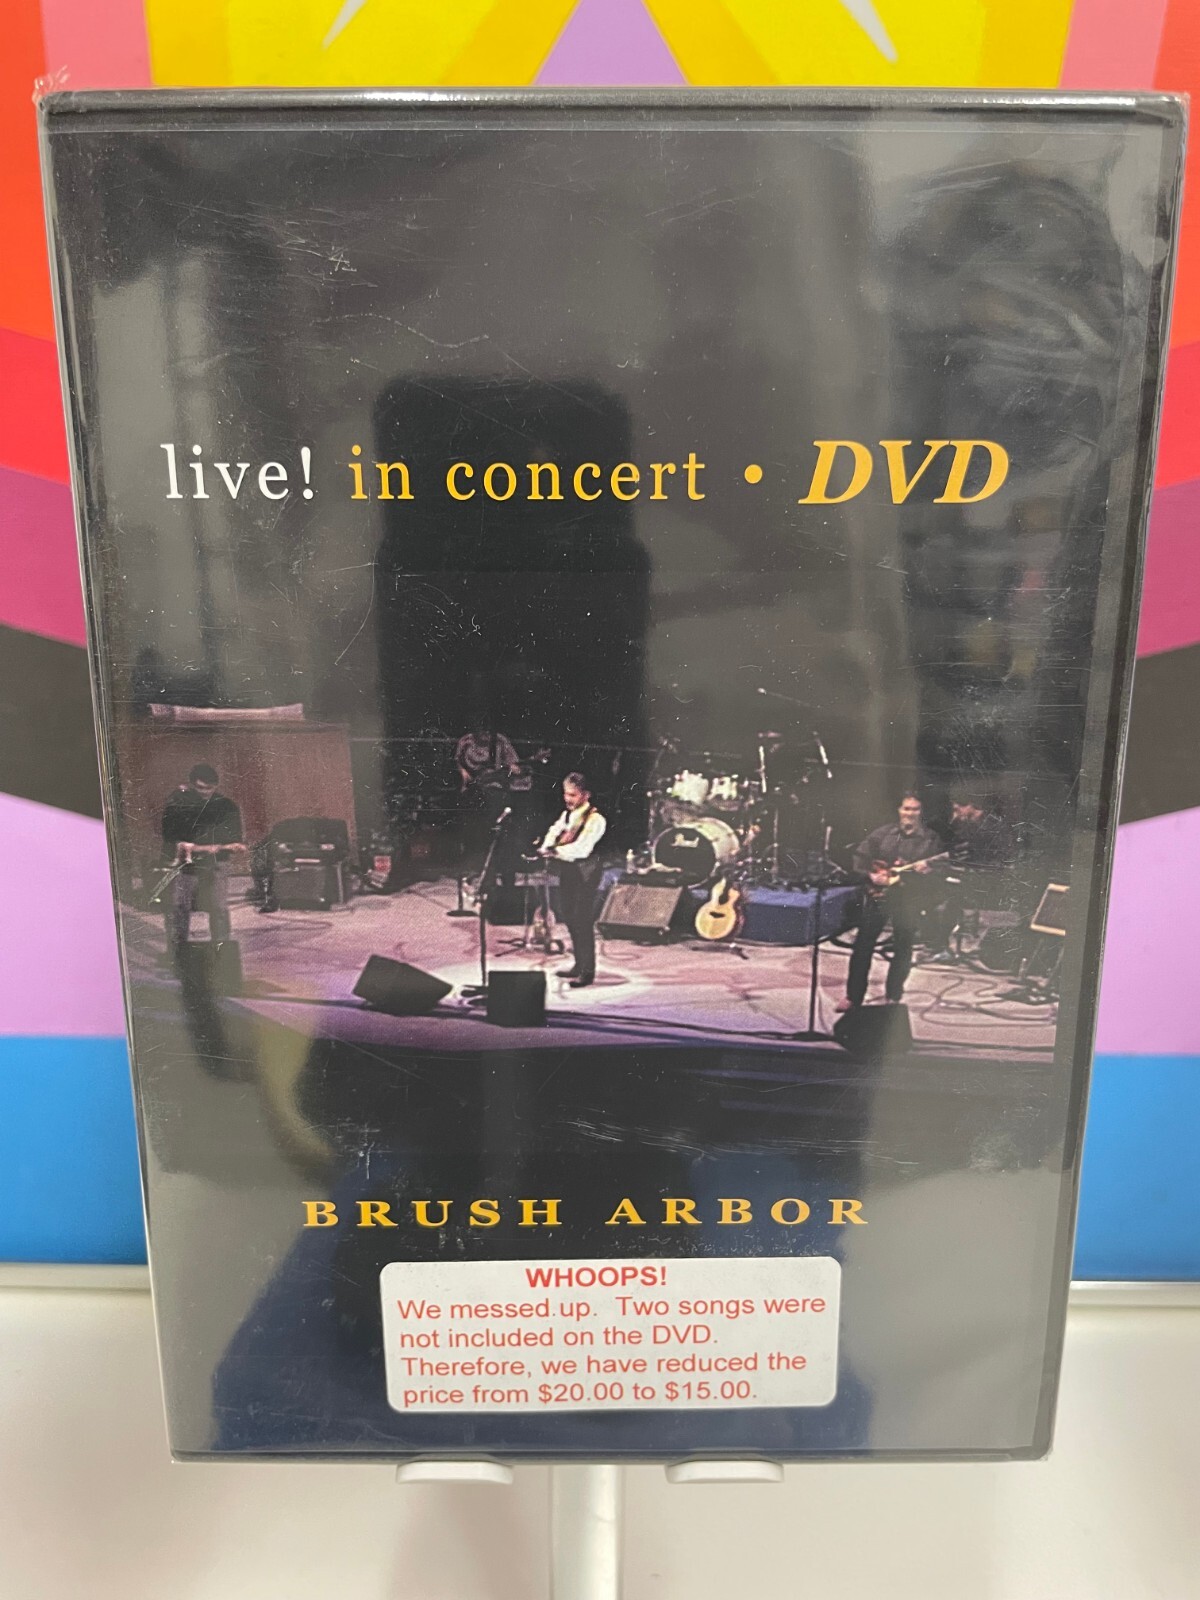 live! in concert • DVD
Pearl
BRUSH ARBOR
WHOOPS!
We messed up. Two songs were
not included on the DVD.
Therefore, we have reduced the
price from $20.00 to $15.00.